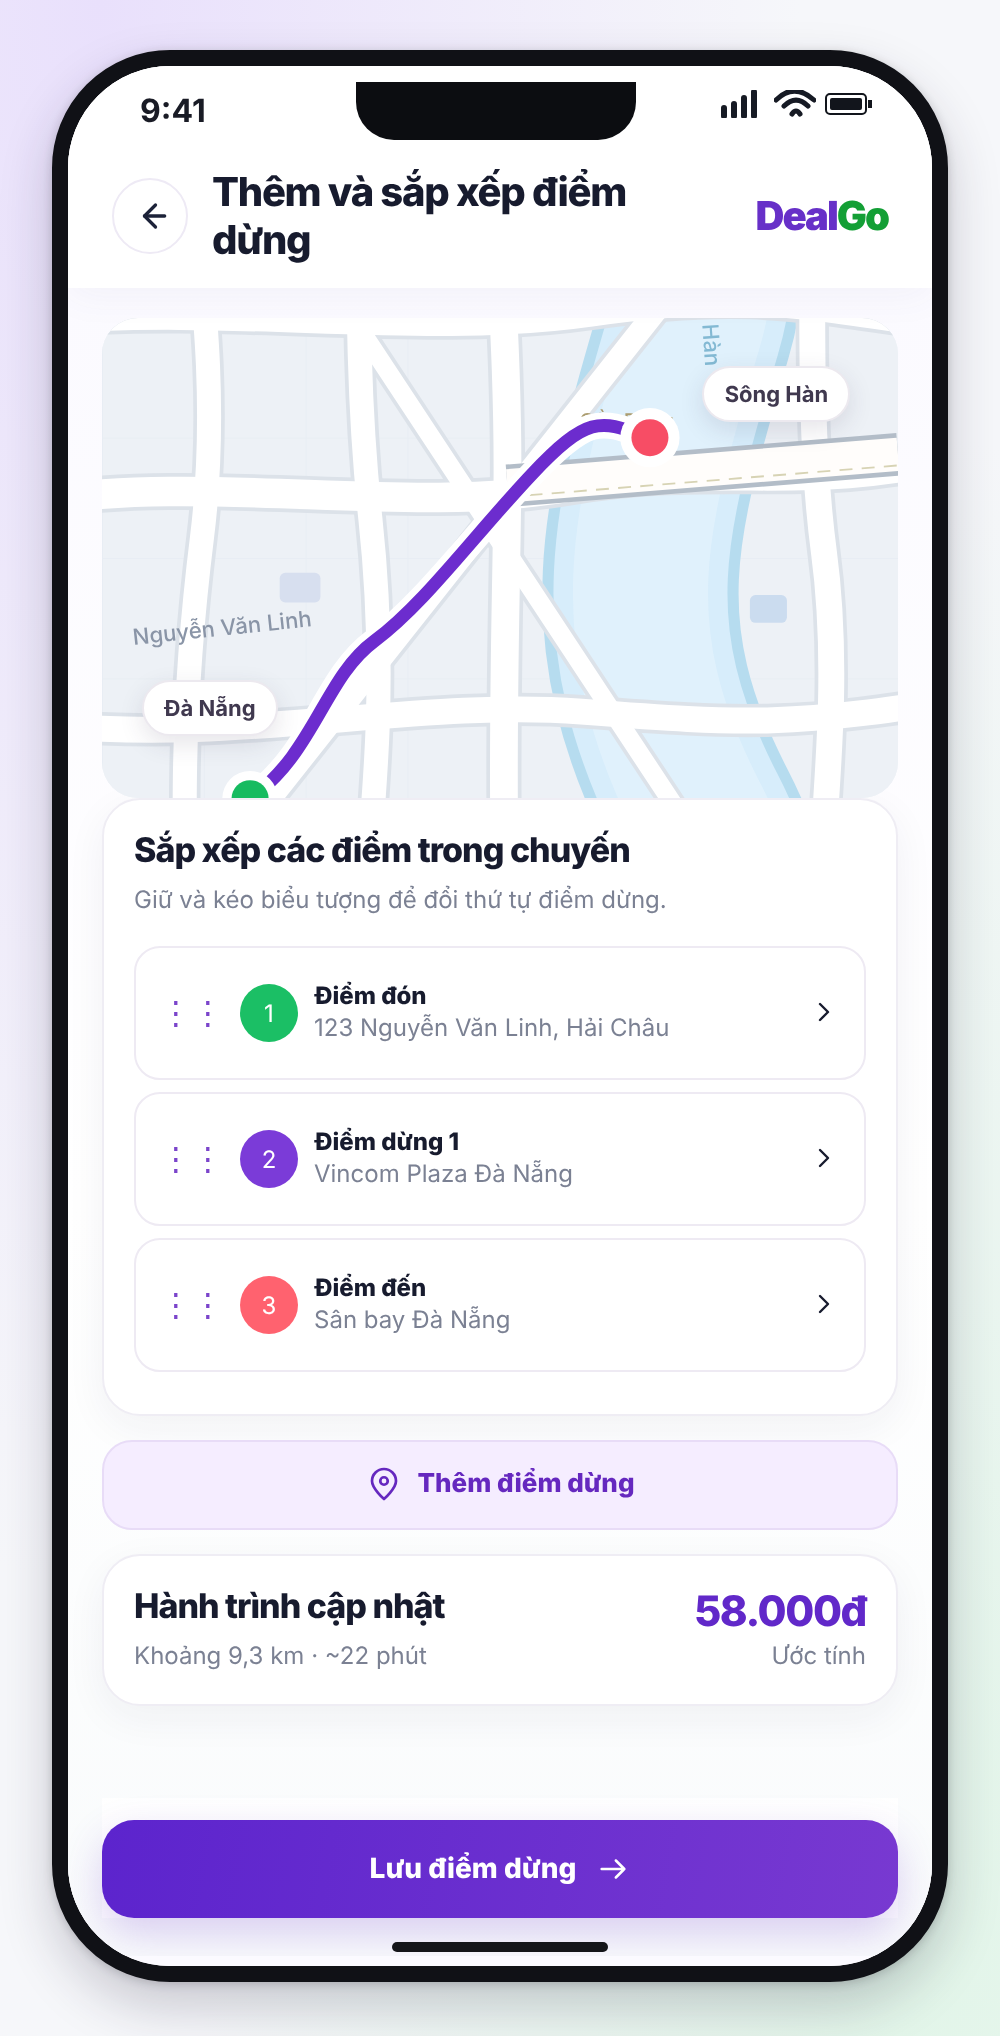 9:41
Thêm và sắp xếp điểm
dừng
DealGo
Hàn
Sông Hàn
Nguyễn Văn Linh
Đà Nẵng
Sắp xếp các điểm trong chuyến
Giữ và kéo biểu tượng để đổi thứ tự điểm dừng.
1
Điểm đón
123 Nguyễn Văn Linh, Hải Châu
2
Điểm dừng 1
Vincom Plaza Đà Nẵng
3
Điểm đến
Sân bay Đà Nẵng
Thêm điểm dừng
Hành trình cập nhật
58.000đ
Khoảng 9,3 km · ~22 phút
Ước tính
Lưu điểm dừng